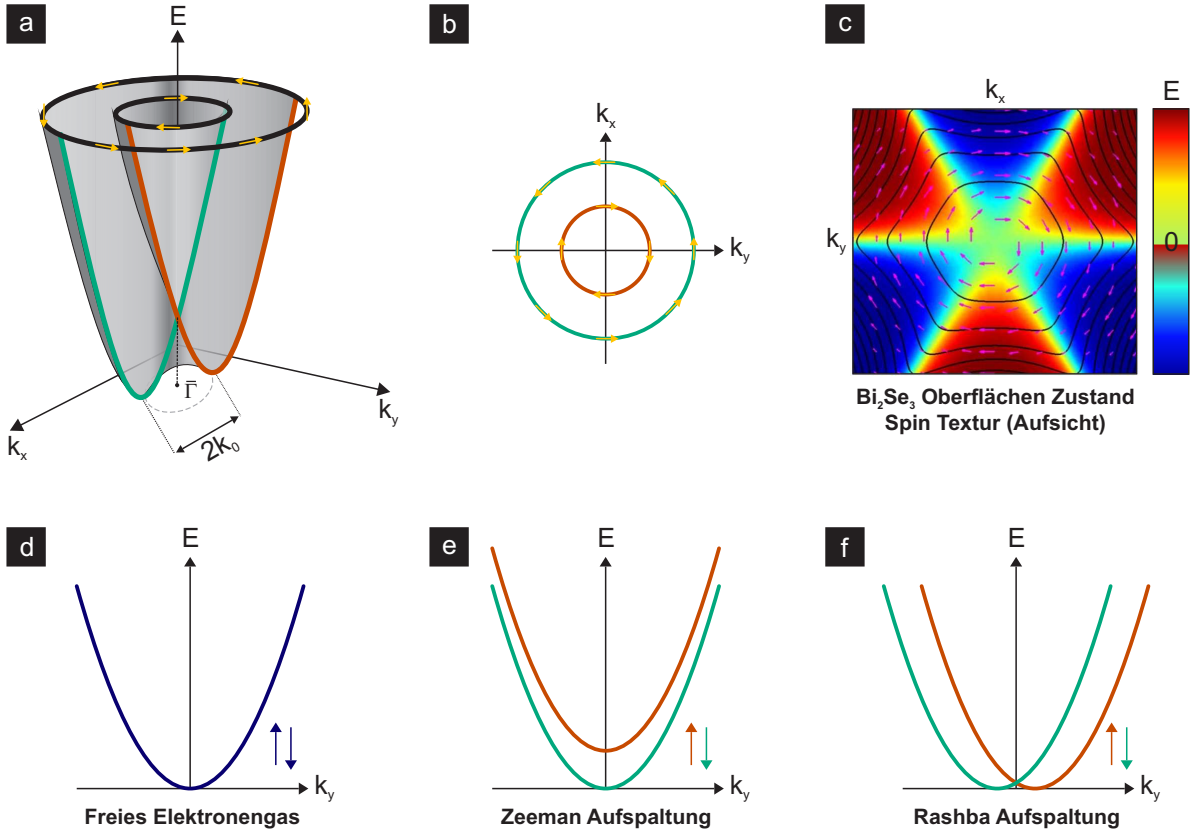 a
E
k_x
k_y
Γ̅
2k_0
b
k_x
k_y
c
k_x
E
k_y
0
Bi₂Se₃ Oberflächen Zustand
Spin Textur (Aufsicht)
d
E
k_y
Freies Elektronengas
e
E
k_y
Zeeman Aufspaltung
f
E
k_y
Rashba Aufspaltung